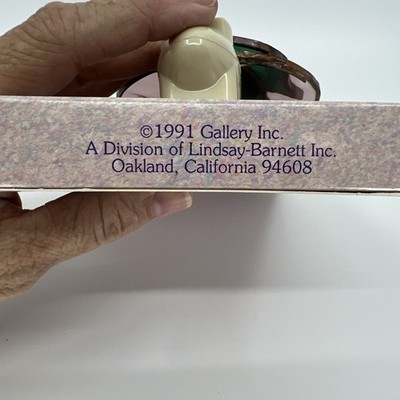 ©1991 Gallery Inc.
A Division of Lindsay-Barnett Inc.
Oakland, California 94608